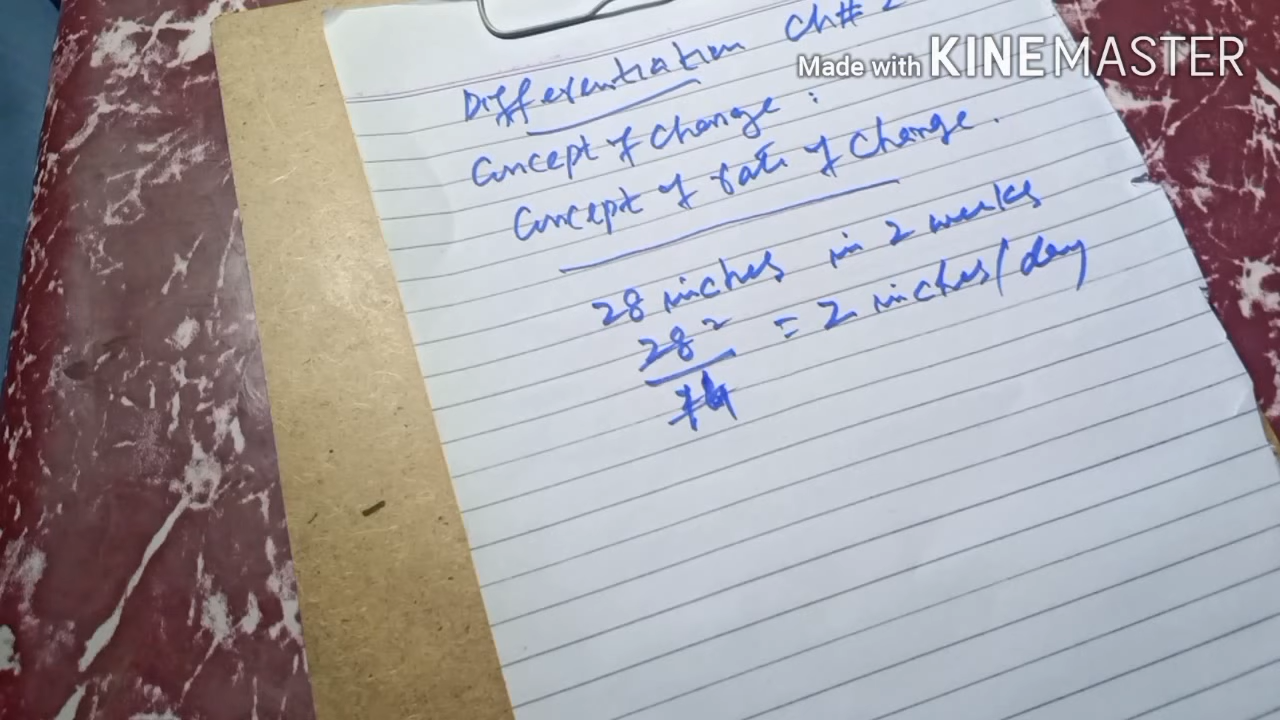 Differentiation Ch# 2
Made with KINEMASTER
Concept of Change :
Concept of rate of Change.
28 inches in 2 weeks
28 2 = 2 inches/day
14